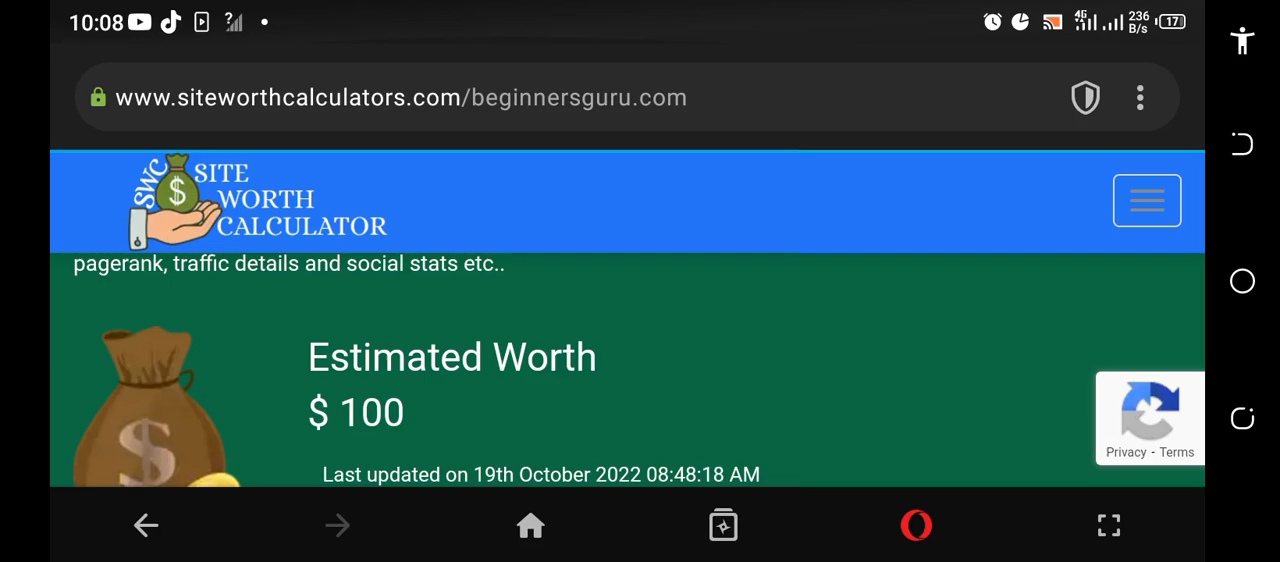 10:08
4G
236
B/s
17
www.siteworthcalculators.com/beginnersguru.com
SWC
SITE
WORTH
CALCULATOR
pagerank, traffic details and social stats etc..
Estimated Worth
$ 100
Last updated on 19th October 2022 08:48:18 AM
Privacy - Terms